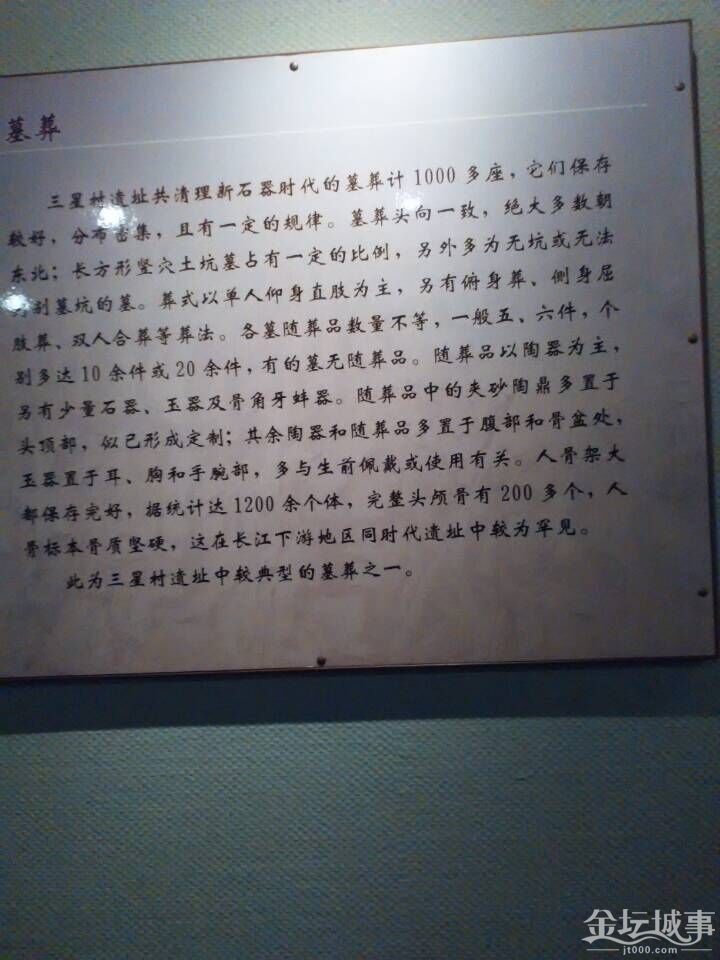 墓葬
三星村遗址共清理新石器时代的墓葬计1000多座，它们保存
较好，分布密集，且有一定的规律。墓葬头向一致，绝大多数朝
东北；长方形竖穴土坑墓占有一定的比例，另外多为无坑或无法
别墓坑的墓。葬式以单人仰身直肢为主，另有俯身葬、侧身屈
肢葬、双人合葬等葬法。各墓随葬品数量不等，一般五、六件，个
别多达10余件或20余件，有的墓无随葬品。随葬品以陶器为主，
另有少量石器、玉器及骨角牙蚌器。随葬品中的夹砂陶鼎多置于
头顶部，似已形成定制；其余陶器和随葬品多置于腹部和骨盆处，
玉器置于耳、胸和手腕部，多与生前佩戴或使用有关。人骨架大
都保存完好，据统计达1200余个体，完整头颅骨有200多个，人
骨标本骨质坚硬，这在长江下游地区同时代遗址中较为罕见。
此为三星村遗址中较典型的墓葬之一。
金坛城事
jt000.com